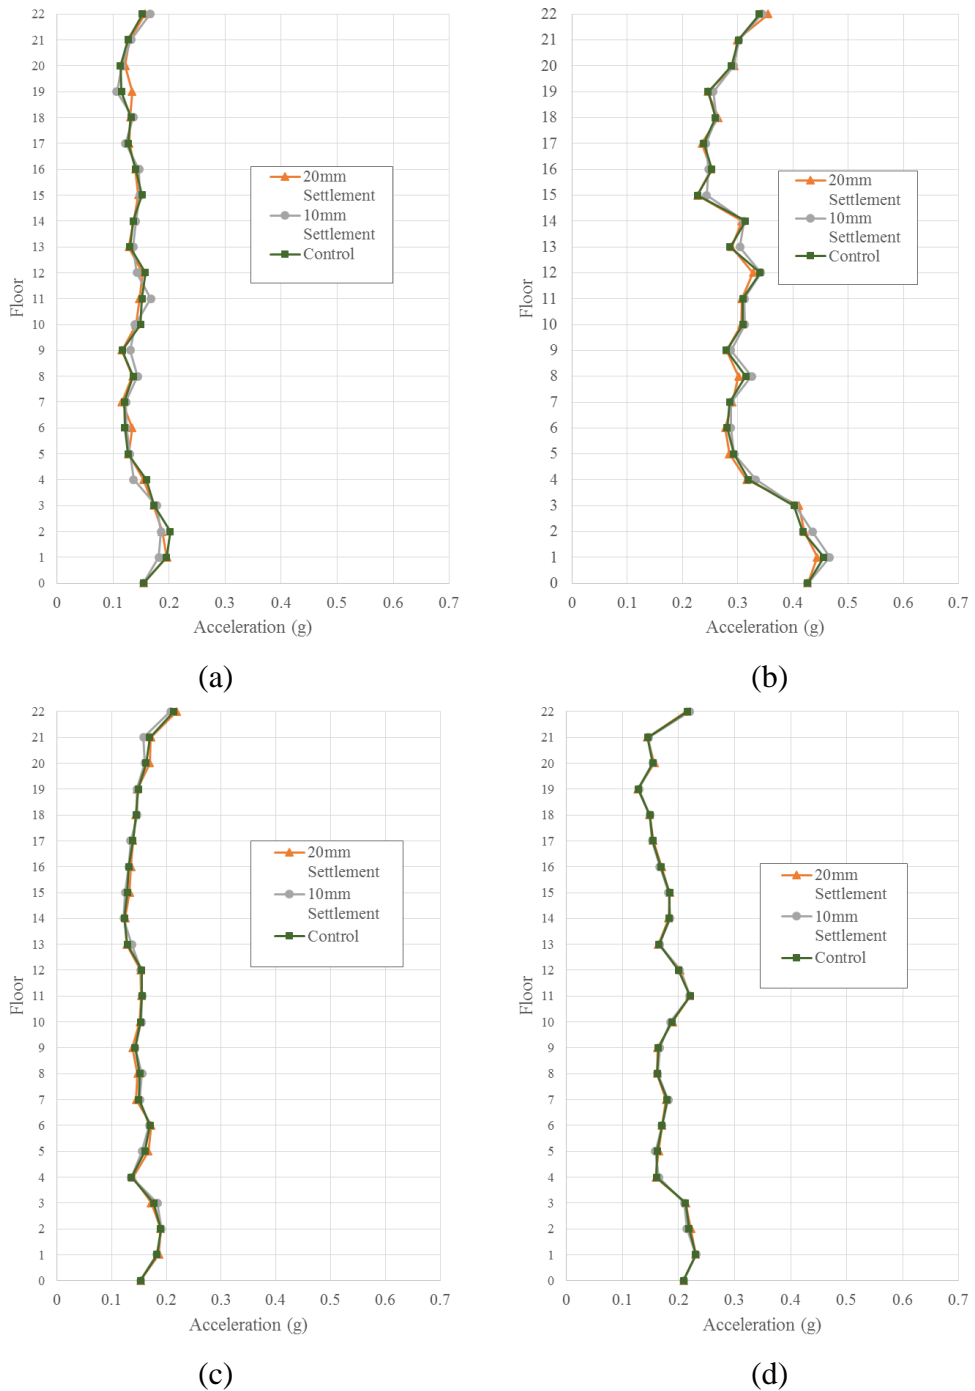 22
21
20
19
18
17
16
15
14
13
12
11
10
9
8
7
6
5
4
3
2
1
0
Floor
20mm
Settlement
10mm
Settlement
Control
0 0.1 0.2 0.3 0.4 0.5 0.6 0.7
Acceleration (g)
(a)
22
21
20
19
18
17
16
15
14
13
12
11
10
9
8
7
6
5
4
3
2
1
0
Floor
20mm
Settlement
10mm
Settlement
Control
0 0.1 0.2 0.3 0.4 0.5 0.6 0.7
Acceleration (g)
(b)
22
21
20
19
18
17
16
15
14
13
12
11
10
9
8
7
6
5
4
3
2
1
0
Floor
20mm
Settlement
10mm
Settlement
Control
0 0.1 0.2 0.3 0.4 0.5 0.6 0.7
Acceleration (g)
(c)
22
21
20
19
18
17
16
15
14
13
12
11
10
9
8
7
6
5
4
3
2
1
0
Floor
20mm
Settlement
10mm
Settlement
Control
0 0.1 0.2 0.3 0.4 0.5 0.6 0.7
Acceleration (g)
(d)